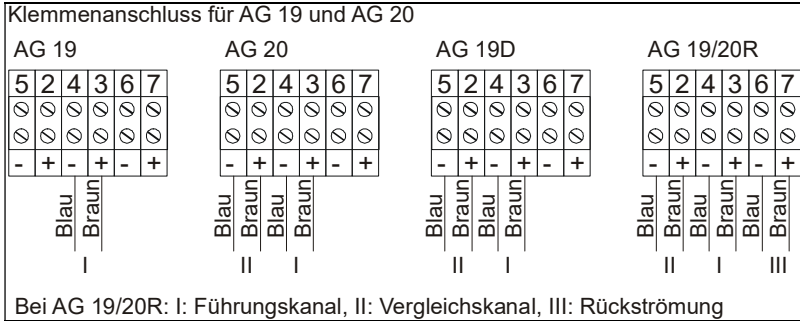 Klemmenanschluss für AG 19 und AG 20
AG 19 AG 20 AG 19D AG 19/20R
5 2 4 3 6 7 5 2 4 3 6 7 5 2 4 3 6 7 5 2 4 3 6 7
- + - + - + - + - + - + - + - + - + - + - + - +
Blau Braun Blau Braun Blau Braun Blau Braun Blau Braun Blau Braun Blau Braun Blau Braun
I II I II I II I III
Bei AG 19/20R: I: Führungskanal, II: Vergleichskanal, III: Rückströmung